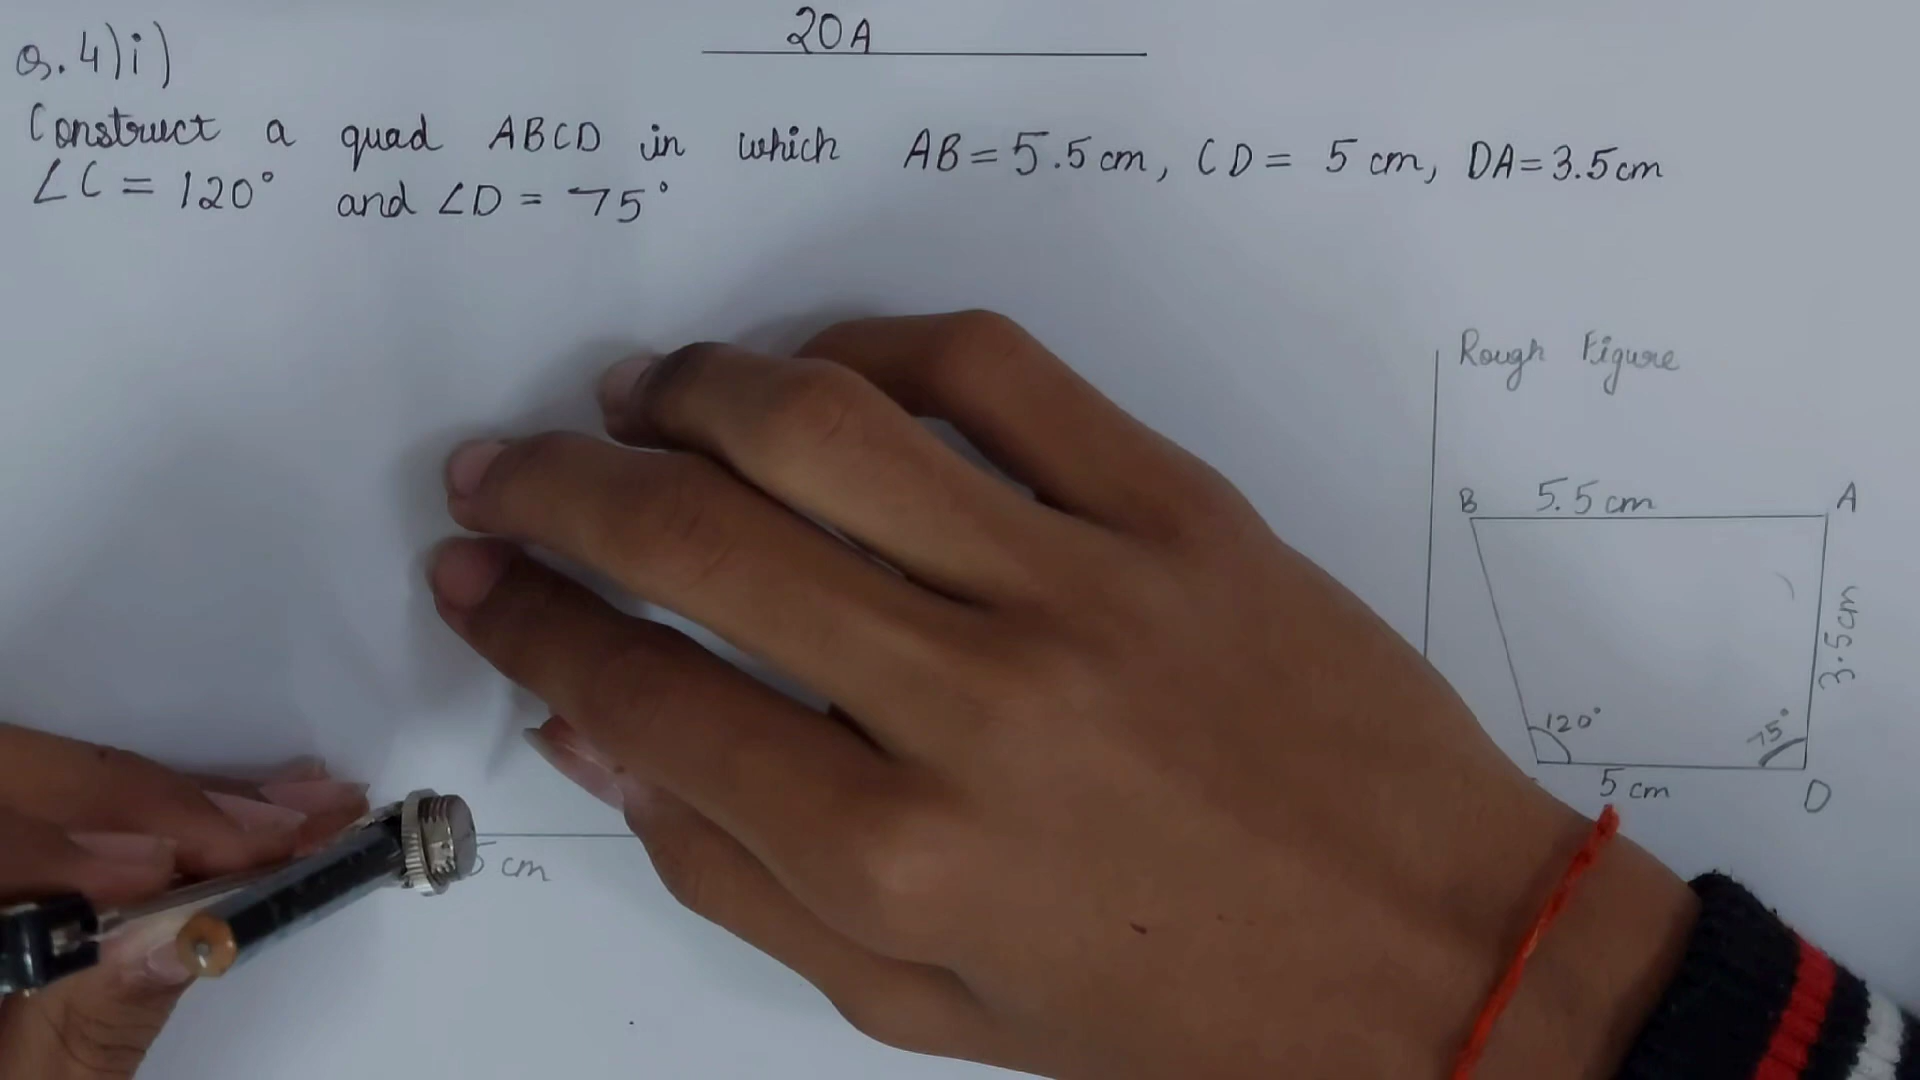 20A
Q.4)i)
Construct a quad ABCD in which AB = 5.5 cm, CD = 5 cm, DA = 3.5 cm
∠C = 120° and ∠D = 75°
Rough Figure
B 5.5 cm A
3.5 cm
120° 75°
5 cm D
cm